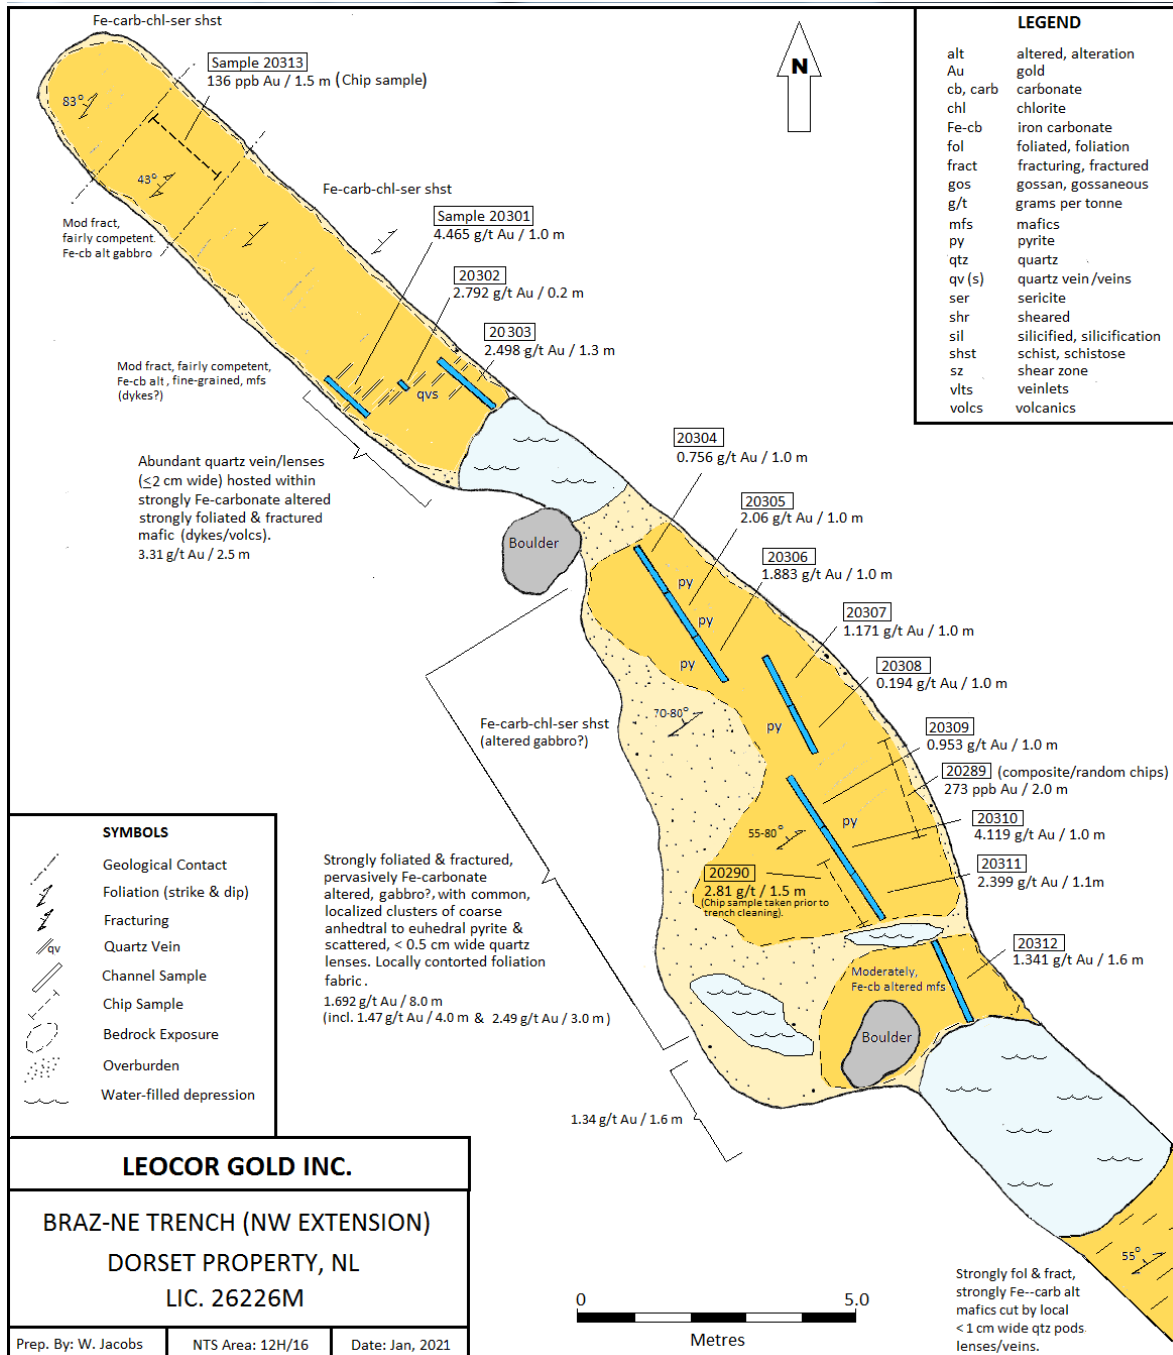 Fe-carb-chl-ser shst
Sample 20313
136 ppb Au / 1.5 m (Chip sample)
N
83°
43°
Mod fract,
fairly competent
Fe-cb alt gabbro
Fe-carb-chl-ser shst
Sample 20301
4.465 g/t Au / 1.0 m
20302
2.792 g/t Au / 0.2 m
20303
2.498 g/t Au / 1.3 m
Mod fract, fairly competent,
Fe-cb alt, fine-grained, mfs
(dykes?)
qvs
Abundant quartz vein/lenses
(≤2 cm wide) hosted within
strongly Fe-carbonate altered
strongly foliated & fractured
mafic (dykes/volcs).
3.31 g/t Au / 2.5 m
Boulder
20304
0.756 g/t Au / 1.0 m
20305
2.06 g/t Au / 1.0 m
20306
1.883 g/t Au / 1.0 m
py
py
py
20307
1.171 g/t Au / 1.0 m
20308
0.194 g/t Au / 1.0 m
70-80°
py
Fe-carb-chl-ser shst
(altered gabbro?)
20309
0.953 g/t Au / 1.0 m
20289 (composite/random chips)
273 ppb Au / 2.0 m
20310
4.119 g/t Au / 1.0 m
20311
2.399 g/t Au / 1.1m
55-80°
py
20290
2.81 g/t / 1.5 m
(Chip sample taken prior to
trench cleaning).
20312
1.341 g/t Au / 1.6 m
Moderately,
Fe-cb altered mfs
Boulder
Strongly foliated & fractured,
pervasively Fe-carbonate
altered, gabbro?, with common,
localized clusters of coarse
anhedtral to euhedral pyrite &
scattered, < 0.5 cm wide quartz
lenses. Locally contorted foliation
fabric.
1.692 g/t Au / 8.0 m
(incl. 1.47 g/t Au / 4.0 m & 2.49 g/t Au / 3.0 m)
1.34 g/t Au / 1.6 m
55°
Strongly fol & fract,
strongly Fe--carb alt
mafics cut by local
<1 cm wide qtz pods
lenses/veins.
0 5.0
Metres
LEGEND
alt altered, alteration
Au gold
cb, carb carbonate
chl chlorite
Fe-cb iron carbonate
fol foliated, foliation
fract fracturing, fractured
gos gossan, gossaneous
g/t grams per tonne
mfs mafics
py pyrite
qtz quartz
qv (s) quartz vein/veins
ser sericite
shr sheared
sil silicified, silicification
shst schist, schistose
sz shear zone
vlts veinlets
volcs volcanics
SYMBOLS
Geological Contact
Foliation (strike & dip)
Fracturing
qv Quartz Vein
Channel Sample
Chip Sample
Bedrock Exposure
Overburden
Water-filled depression
LEOCOR GOLD INC.
BRAZ-NE TRENCH (NW EXTENSION)
DORSET PROPERTY, NL
LIC. 26226M
Prep. By: W. Jacobs NTS Area: 12H/16 Date: Jan, 2021